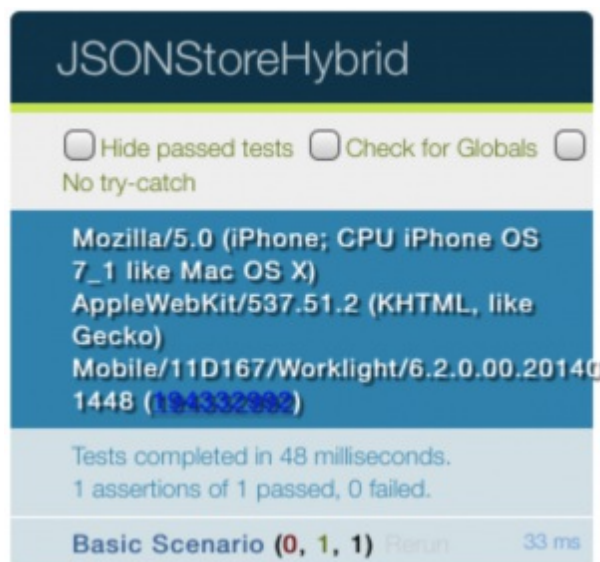 JSONStoreHybrid
Hide passed tests Check for Globals
No try-catch
Mozilla/5.0 (iPhone; CPU iPhone OS
7_1 like Mac OS X)
AppleWebKit/537.51.2 (KHTML, like
Gecko)
Mobile/11D167/Worklight/6.2.0.00.20140
1448 (194332992)
Tests completed in 48 milliseconds.
1 assertions of 1 passed, 0 failed.
Basic Scenario (0, 1, 1) Rerun 33 ms